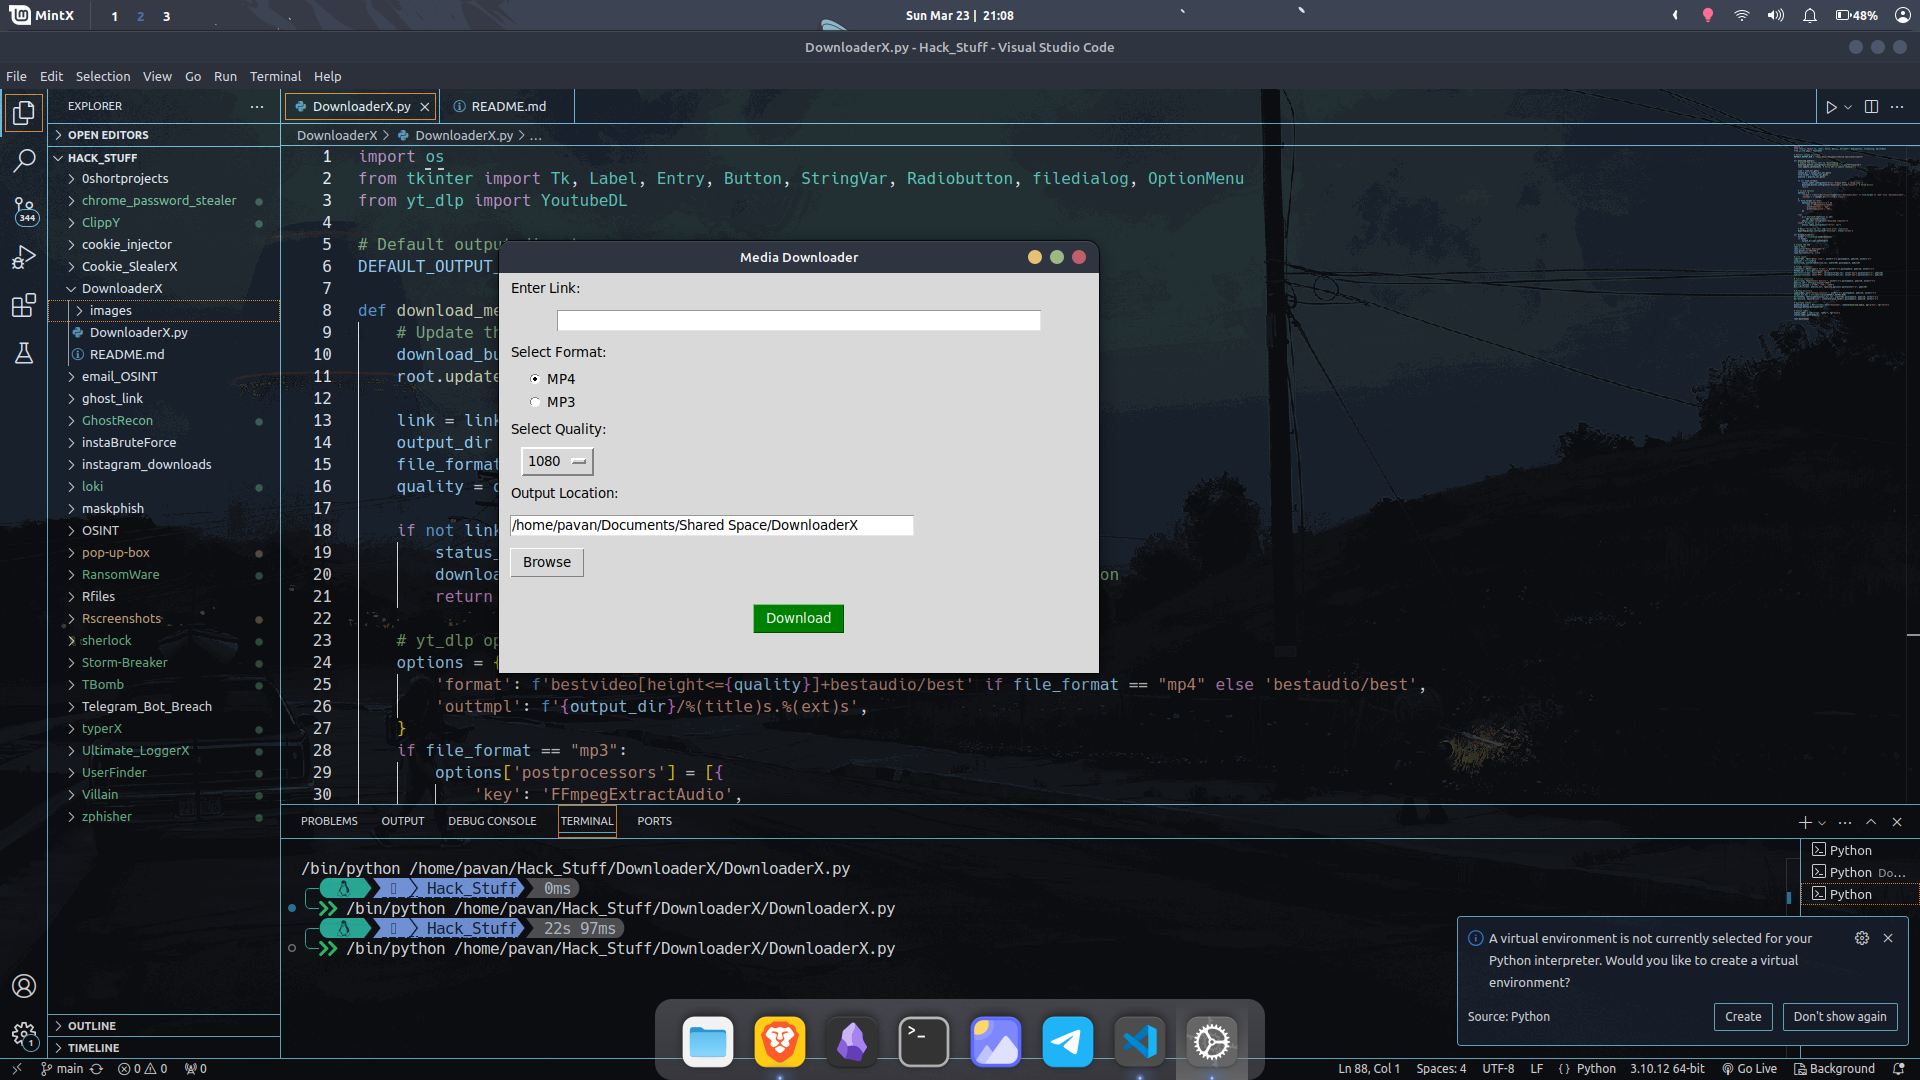 MintX
1 2 3
Sun Mar 23 | 21:08
48%
DownloaderX.py - Hack_Stuff - Visual Studio Code
File Edit Selection View Go Run Terminal Help
EXPLORER
OPEN EDITORS
HACK_STUFF
0shortprojects
chrome_password_stealer
ClippY
cookie_injector
Cookie_SlealerX
DownloaderX
images
DownloaderX.py
README.md
email_OSINT
ghost_link
GhostRecon
instaBruteForce
instagram_downloads
loki
maskphish
OSINT
pop-up-box
RansomWare
Rfiles
Rscreenshots
sherlock
Storm-Breaker
TBomb
Telegram_Bot_Breach
typerX
Ultimate_LoggerX
UserFinder
Villain
zphisher
OUTLINE
TIMELINE
344
1
DownloaderX.py
README.md
DownloaderX > DownloaderX.py > ...
1 import os
2 from tkinter import Tk, Label, Entry, Button, StringVar, Radiobutton, filedialog, OptionMenu
3 from yt_dlp import YoutubeDL
4
5 # Default outp
6 DEFAULT_OUTPUT_
7
8 def download_me
9 # Update th
10 download_bu
11 root.update
12
13 link = link
14 output_dir
15 file_format
16 quality = q
17
18 if not link
19 status_
20 downloa on
21 return
22
23 # yt_dlp op
24 options = {
25 'format': f'bestvideo[height<={quality}]+bestaudio/best' if file_format == "mp4" else 'bestaudio/best',
26 'outtmpl': f'{output_dir}/%(title)s.%(ext)s',
27 }
28 if file_format == "mp3":
29 options['postprocessors'] = [{
30 'key': 'FFmpegExtractAudio',
Media Downloader
Enter Link:
Select Format:
MP4
MP3
Select Quality:
1080
Output Location:
/home/pavan/Documents/Shared Space/DownloaderX
Browse
Download
PROBLEMS OUTPUT DEBUG CONSOLE TERMINAL PORTS
/bin/python /home/pavan/Hack_Stuff/DownloaderX/DownloaderX.py
Hack_Stuff 0ms
/bin/python /home/pavan/Hack_Stuff/DownloaderX/DownloaderX.py
Hack_Stuff 22s 97ms
/bin/python /home/pavan/Hack_Stuff/DownloaderX/DownloaderX.py
Python
Python Do...
Python
A virtual environment is not currently selected for your
Python interpreter. Would you like to create a virtual
environment?
Source: Python
Create
Don't show again
main 0 0 0
Ln 88, Col 1 Spaces: 4 UTF-8 LF {} Python 3.10.12 64-bit Go Live Background